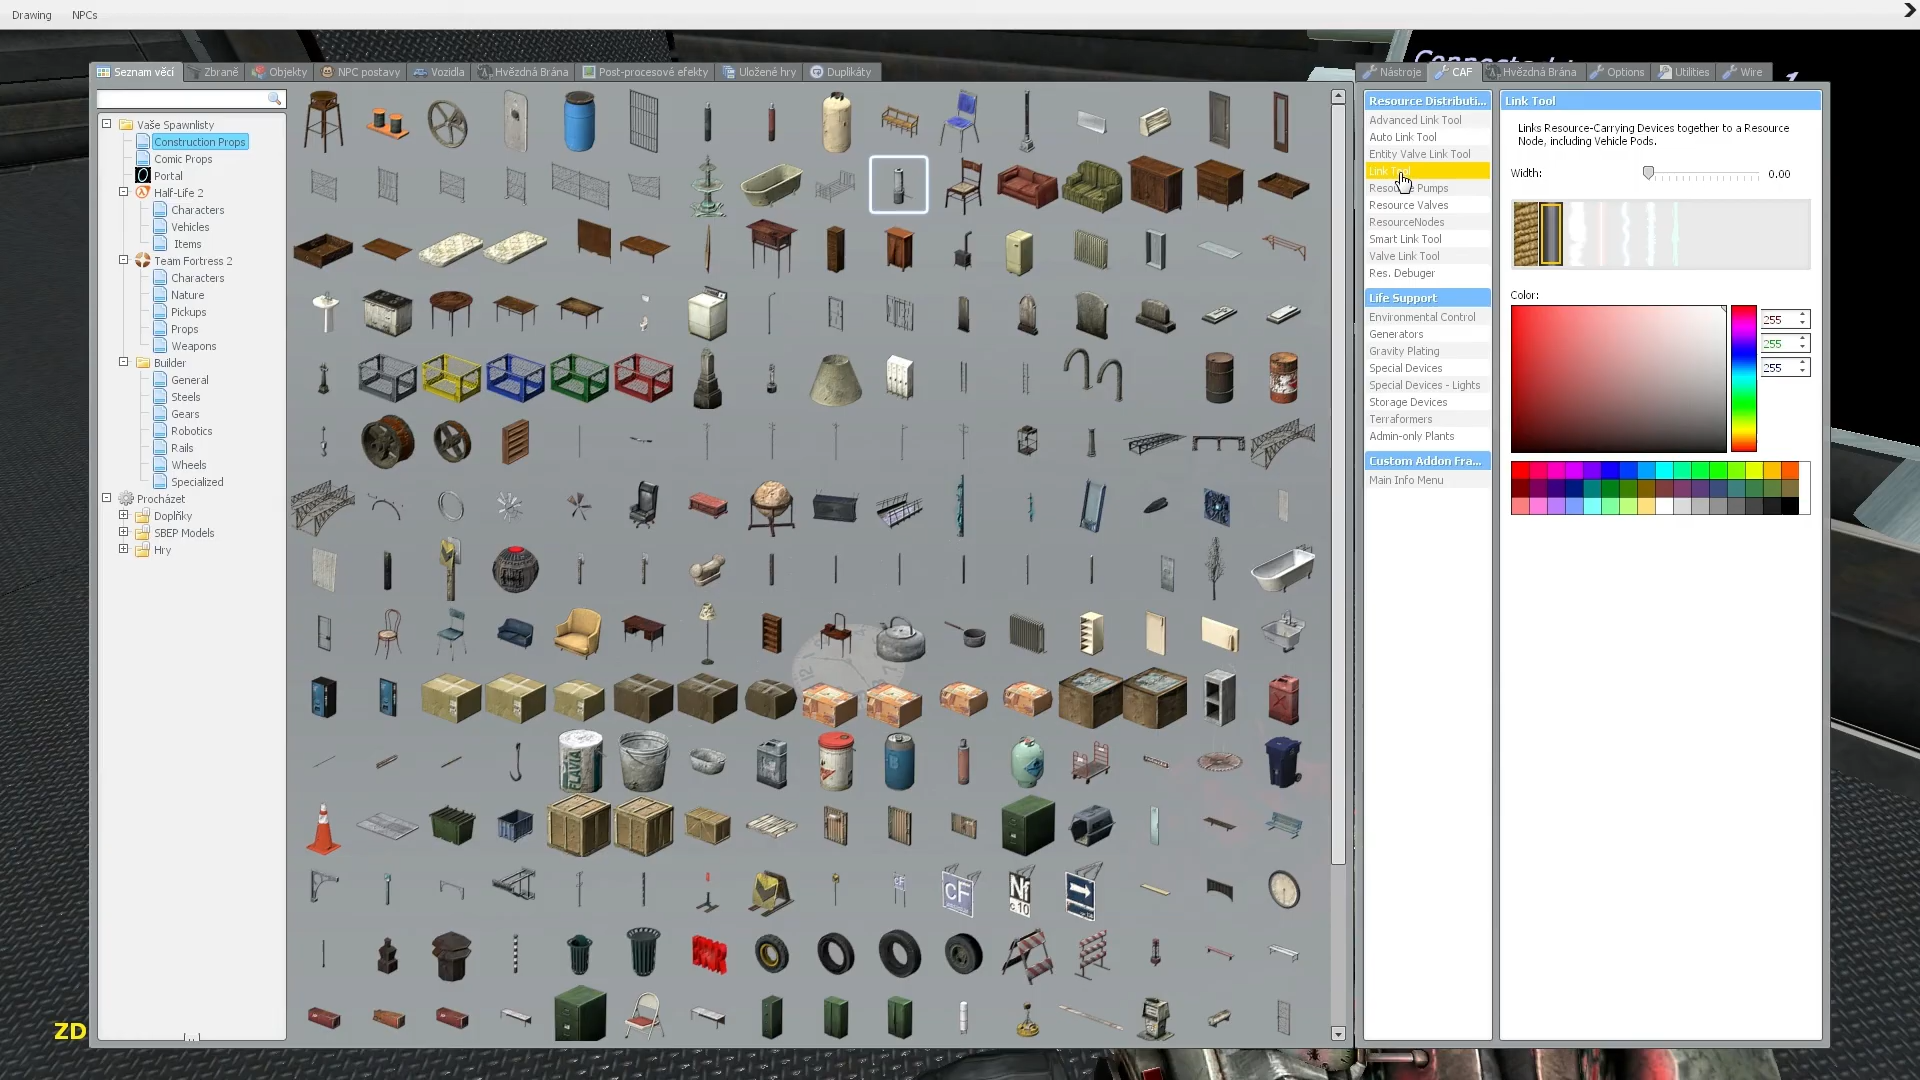 Drawing NPCs
Seznam věcí Zbraně Objekty NPC postavy Vozidla Hvězdná Brána Post-procesové efekty Uložené hry Duplikáty
Nástroje CAF Hvězdná Brána Options Utilities Wire
Vaše Spawnlisty
Construction Props
Comic Props
Portal
Half-Life 2
Characters
Vehicles
Items
Team Fortress 2
Characters
Nature
Pickups
Props
Weapons
Builder
General
Steels
Gears
Robotics
Rails
Wheels
Specialized
Procházet
Doplňky
SBEP Models
Hry
Resource Distributi...
Advanced Link Tool
Auto Link Tool
Entity Valve Link Tool
Link Tool
Resource Pumps
Resource Valves
ResourceNodes
Smart Link Tool
Valve Link Tool
Res. Debuger
Life Support
Environmental Control
Generators
Gravity Plating
Special Devices
Special Devices - Lights
Storage Devices
Terraformers
Admin-only Plants
Custom Addon Fra...
Main Info Menu
Link Tool
Links Resource-Carrying Devices together to a Resource
Node, including Vehicle Pods.
Width: 0.00
Color:
255
255
255
cF
Nf
c 10
ZD